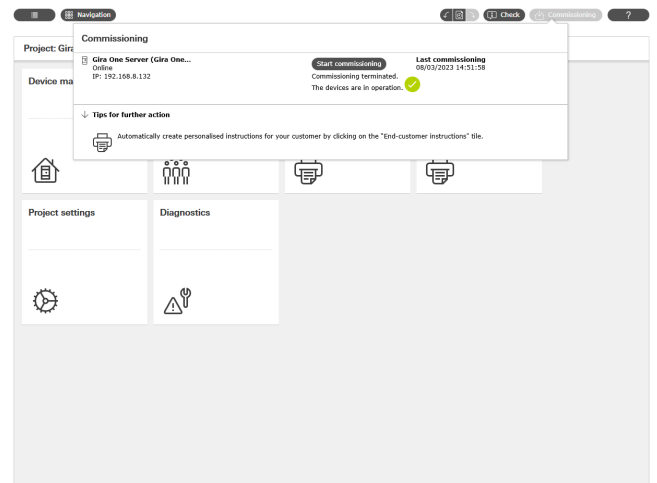 Navigation
Check
Commissioning
?
Commissioning
Project: Gira
Gira One Server (Gira One...
Online
IP: 192.168.8.132
Start commissioning
Commissioning terminated.
The devices are in operation.
Last commissioning
08/03/2023 14:51:58
Device ma
Tips for further action
Automatically create personalised instructions for your customer by clicking on the "End-customer instructions" tile.
Project settings
Diagnostics